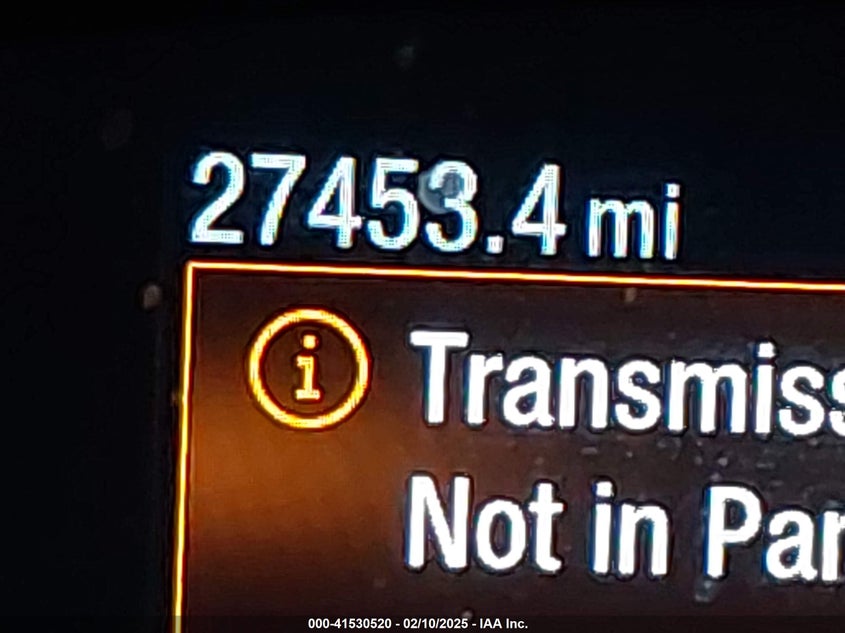 27453.4 mi
i
Transmiss
Not in Par
000-41530520 - 02/10/2025 - IAA Inc.